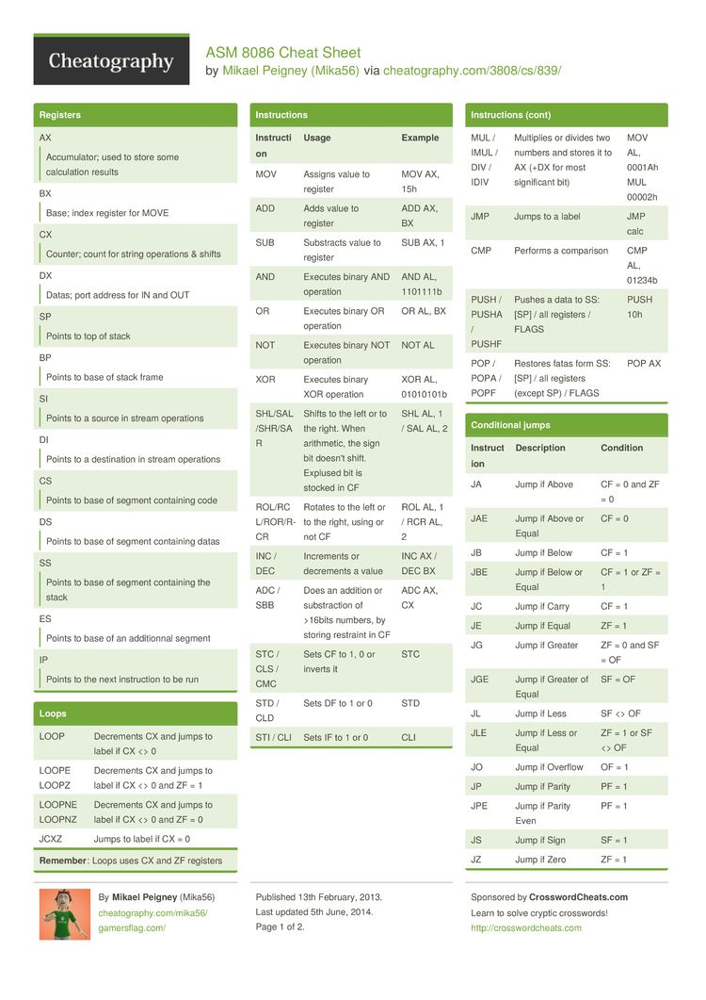 Cheatography
ASM 8086 Cheat Sheet
by Mikael Peigney (Mika56) via cheatography.com/3808/cs/839/
Registers
AX
Accumulator; used to store some
calculation results
BX
Base; index register for MOVE
CX
Counter; count for string operations & shifts
DX
Datas; port address for IN and OUT
SP
Points to top of stack
BP
Points to base of stack frame
SI
Points to a source in stream operations
DI
Points to a destination in stream operations
CS
Points to base of segment containing code
DS
Points to base of segment containing datas
SS
Points to base of segment containing the
stack
ES
Points to base of an additionnal segment
IP
Points to the next instruction to be run
Loops
LOOP Decrements CX and jumps to
label if CX <> 0
LOOPE Decrements CX and jumps to
LOOPZ label if CX <> 0 and ZF = 1
LOOPNE Decrements CX and jumps to
LOOPNZ label if CX <> 0 and ZF = 0
JCXZ Jumps to label if CX = 0
Remember: Loops uses CX and ZF registers
Instructions
Instructi Usage Example
on
MOV Assigns value to MOV AX,
register 15h
ADD Adds value to ADD AX,
register BX
SUB Substracts value to SUB AX, 1
register
AND Executes binary AND AND AL,
operation 1101111b
OR Executes binary OR OR AL, BX
operation
NOT Executes binary NOT NOT AL
operation
XOR Executes binary XOR AL,
XOR operation 01010101b
SHL/SAL Shifts to the left or to SHL AL, 1
/SHR/SA the right. When / SAL AL, 2
R arithmetic, the sign
bit doesn't shift.
Explused bit is
stocked in CF
ROL/RC Rotates to the left or ROL AL, 1
L/ROR/R- to the right, using or / RCR AL,
CR not CF 2
INC / Increments or INC AX /
DEC decrements a value DEC BX
ADC / Does an addition or ADC AX,
SBB substraction of CX
>16bits numbers, by
storing restraint in CF
STC / Sets CF to 1, 0 or STC
CLS / inverts it
CMC
STD / Sets DF to 1 or 0 STD
CLD
STI / CLI Sets IF to 1 or 0 CLI
Instructions (cont)
MUL / Multiplies or divides two MOV
IMUL / numbers and stores it to AL,
DIV / AX (+DX for most 0001Ah
IDIV significant bit) MUL
00002h
JMP Jumps to a label JMP
calc
CMP Performs a comparison CMP
AL,
01234b
PUSH / Pushes a data to SS: PUSH
PUSHA [SP] / all registers / 10h
/ FLAGS
PUSHF
POP / Restores fatas form SS: POP AX
POPA / [SP] / all registers
POPF (except SP) / FLAGS
Conditional jumps
Instruct Description Condition
ion
JA Jump if Above CF = 0 and ZF
= 0
JAE Jump if Above or CF = 0
Equal
JB Jump if Below CF = 1
JBE Jump if Below or CF = 1 or ZF =
Equal 1
JC Jump if Carry CF = 1
JE Jump if Equal ZF = 1
JG Jump if Greater ZF = 0 and SF
= OF
JGE Jump if Greater of SF = OF
Equal
JL Jump if Less SF <> OF
JLE Jump if Less or ZF = 1 or SF
Equal <> OF
JO Jump if Overflow OF = 1
JP Jump if Parity PF = 1
JPE Jump if Parity PF = 1
Even
JS Jump if Sign SF = 1
JZ Jump if Zero ZF = 1
By Mikael Peigney (Mika56)
cheatography.com/mika56/
gamersflag.com/
Published 13th February, 2013.
Last updated 5th June, 2014.
Page 1 of 2.
Sponsored by CrosswordCheats.com
Learn to solve cryptic crosswords!
http://crosswordcheats.com